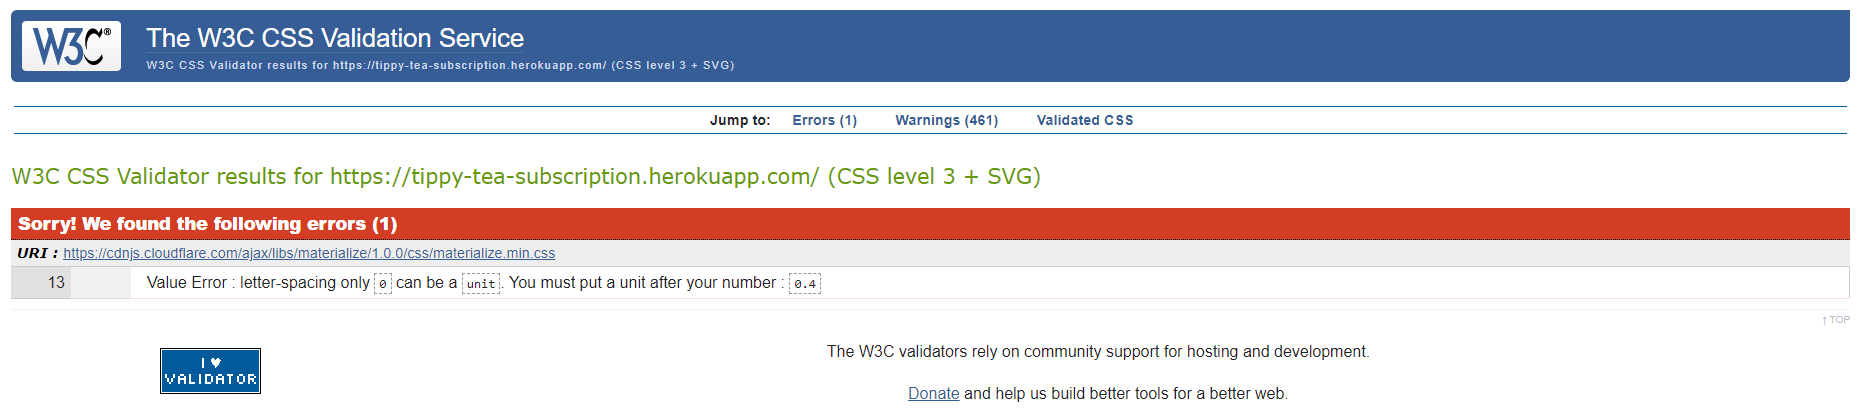 W3C®
The W3C CSS Validation Service
W3C CSS Validator results for https://tippy-tea-subscription.herokuapp.com/ (CSS level 3 + SVG)
Jump to: Errors (1) Warnings (461) Validated CSS
W3C CSS Validator results for https://tippy-tea-subscription.herokuapp.com/ (CSS level 3 + SVG)
Sorry! We found the following errors (1)
URI : https://cdnjs.cloudflare.com/ajax/libs/materialize/1.0.0/css/materialize.min.css
13 Value Error : letter-spacing only 0 can be a unit. You must put a unit after your number : 0.4
↑ TOP
I ♥
VALIDATOR
The W3C validators rely on community support for hosting and development.
Donate and help us build better tools for a better web.